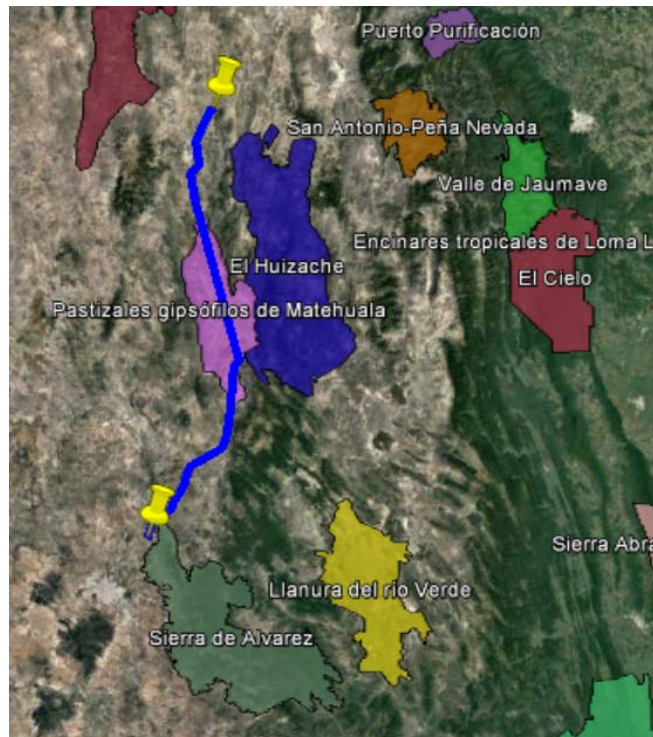 Puerto Purificación
San Antonio-Peña Nevada
Valle de Jaumave
Encinares tropicales de Loma L
El Huizache
El Cielo
Pastizales gipsófilos de Matehuala
Sierra Abra
Llanura del río Verde
Sierra de Alvarez